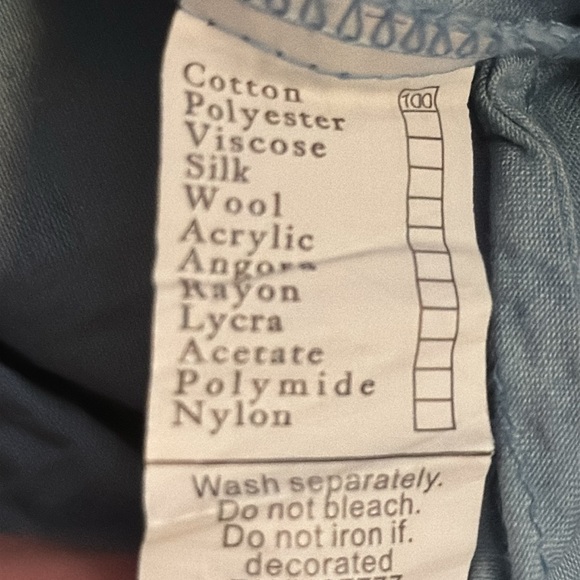 Cotton 100
Polyester
Viscose
Silk
Wool
Acrylic
Angora
Rayon
Lycra
Acetate
Polymide
Nylon
Wash separately.
Do not bleach.
Do not iron if.
decorated